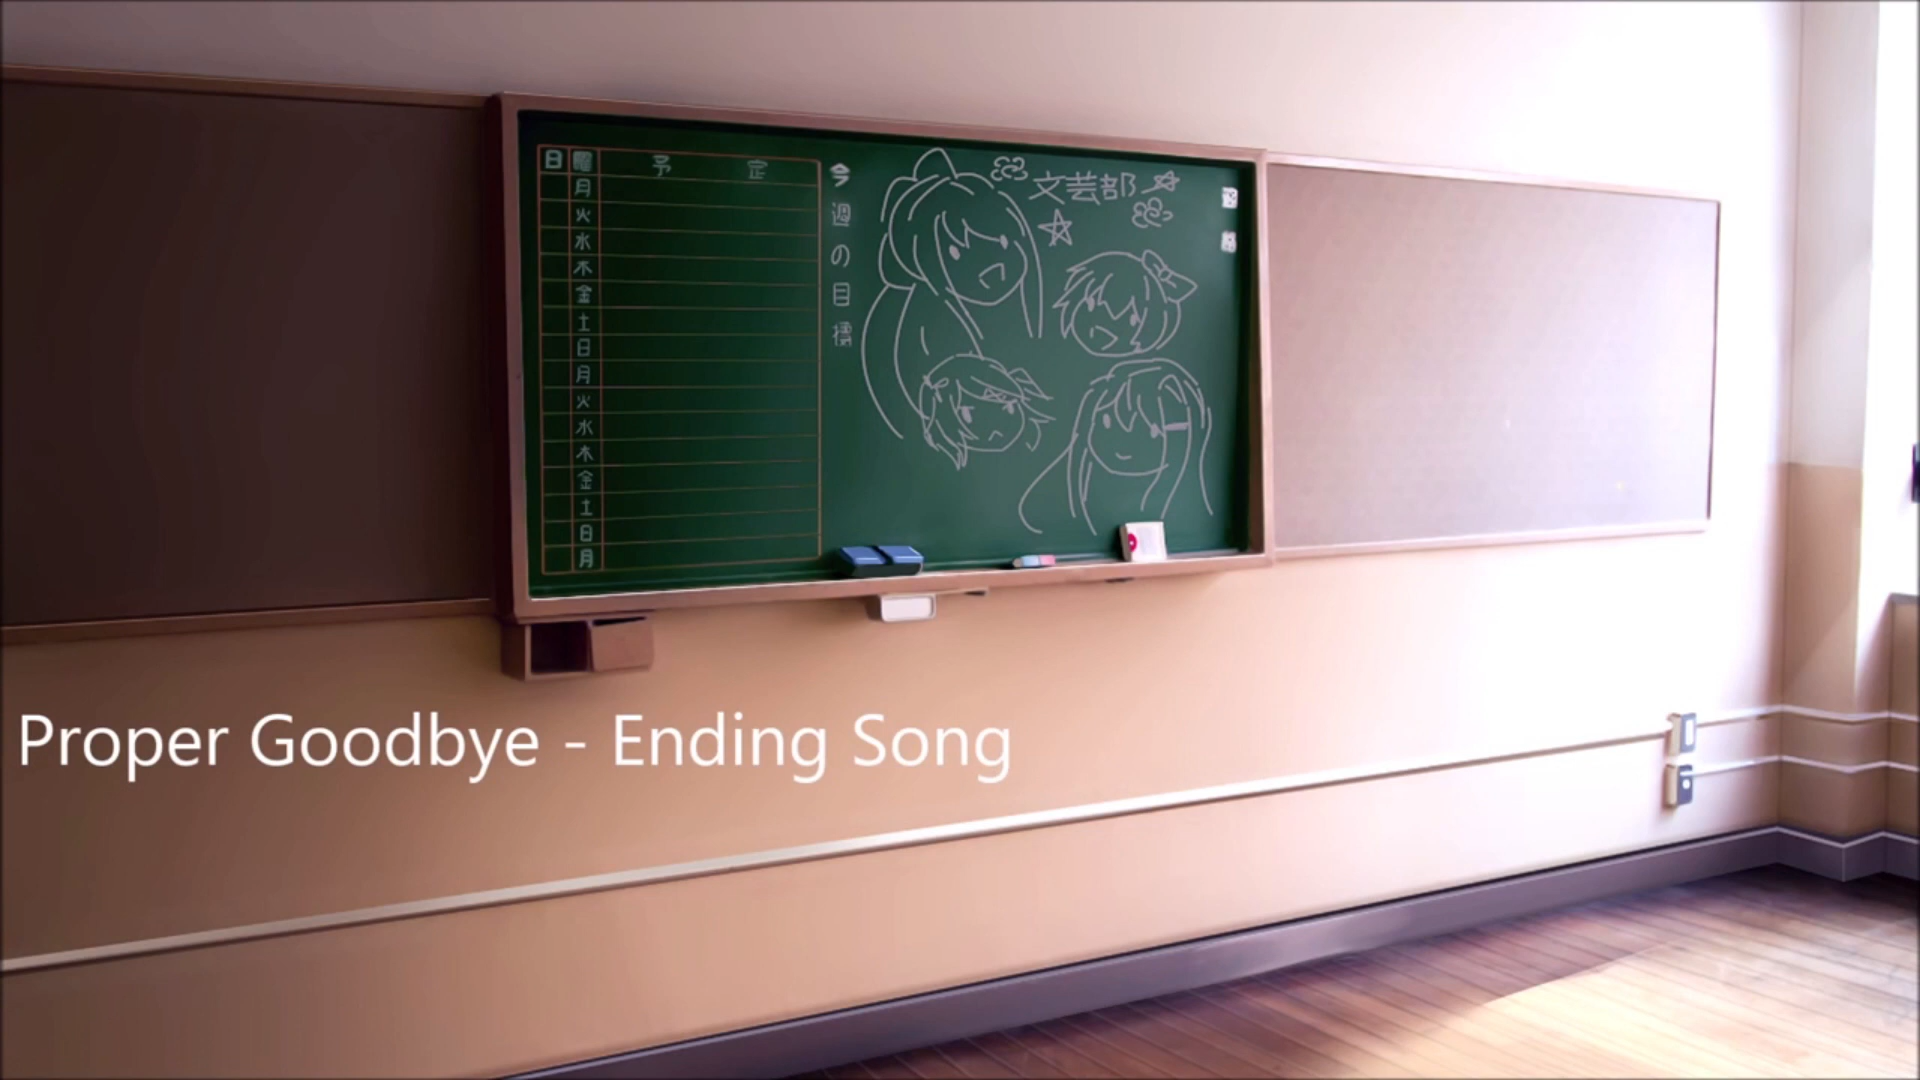 日 曜 予 定
月
火
水
木
金
土
日
月
火
水
木
金
土
日
月
今週の目標
文芸部
Proper Goodbye - Ending Song